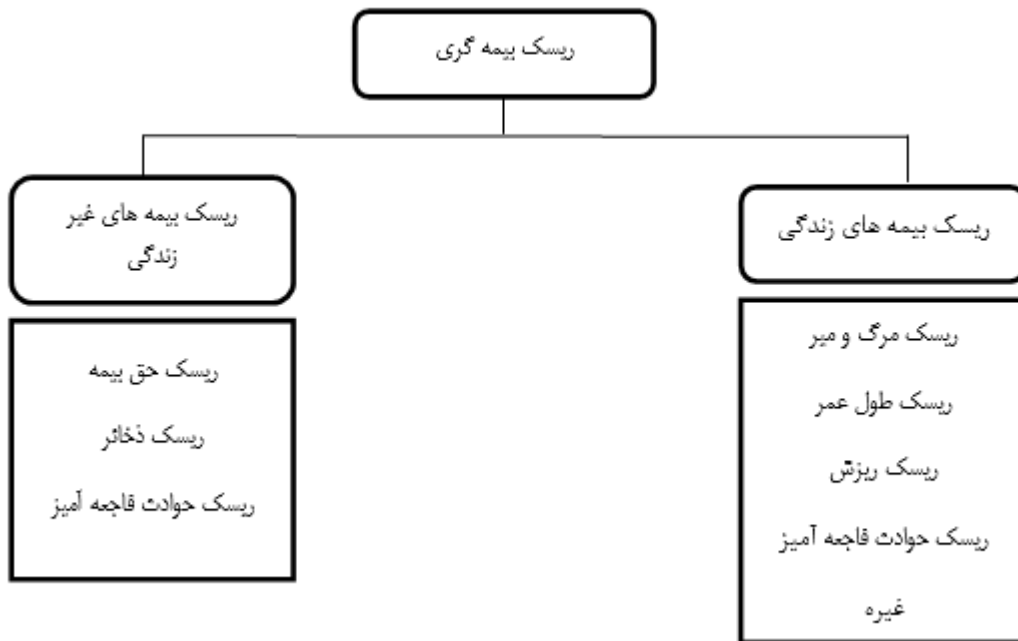 ریسک بیمه گری
ریسک بیمه های زندگی
ریسک مرگ و میر
ریسک طول عمر
ریسک ریزش
ریسک حوادث فاجعه آمیز
غیره
ریسک بیمه های غیر
زندگی
ریسک حق بیمه
ریسک ذخائر
ریسک حوادث فاجعه آمیز